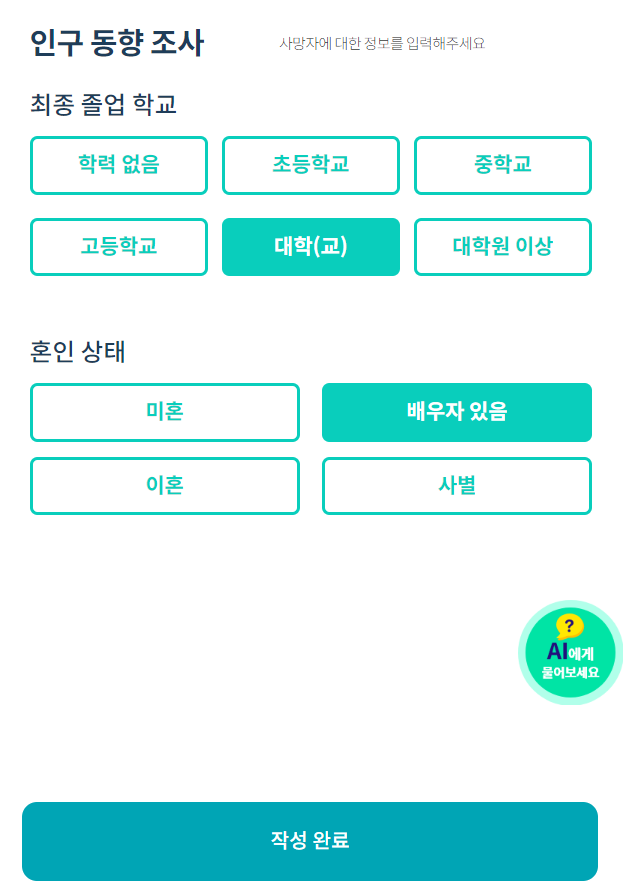 인구 동향 조사 사망자에 대한 정보를 입력해주세요
최종 졸업 학교
학력 없음 초등학교 중학교
고등학교 대학(교) 대학원 이상
혼인 상태
미혼 배우자 있음
이혼 사별
?
AI에게
물어보세요
작성 완료